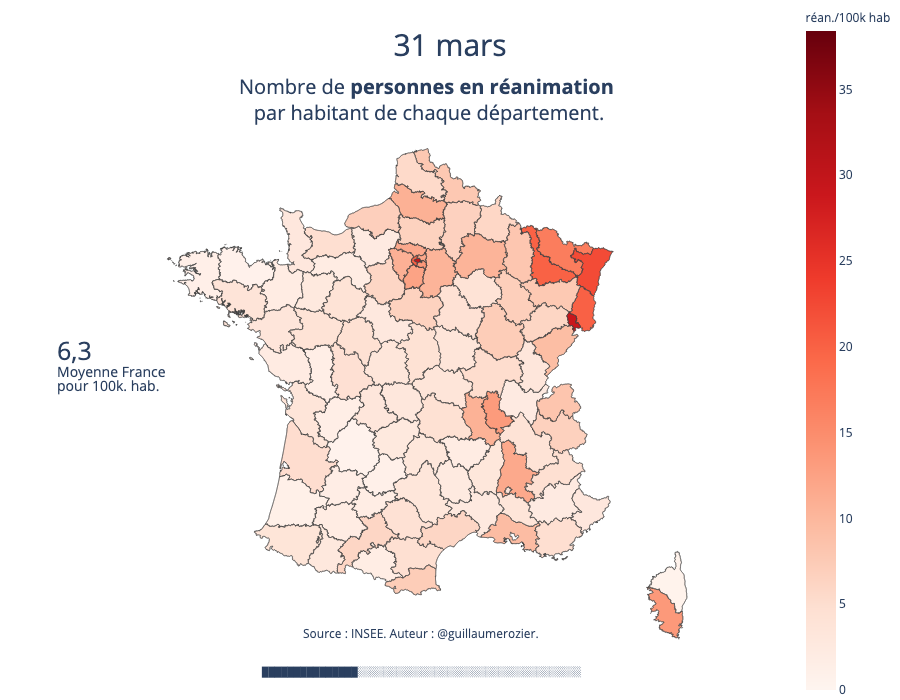 31 mars
Nombre de personnes en réanimation
par habitant de chaque département.
réan./100k hab
35
30
25
20
15
10
5
0
6,3
Moyenne France
pour 100k. hab.
Source : INSEE. Auteur : @guillaumerozier.